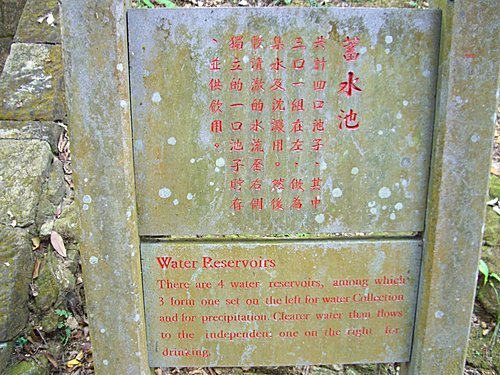 蓄水池
共計四口池子，其中
三口一組在左，做為
集水及沈澱用。然後
較清澈的水流至右側
獨立的一口池子貯存
、並供飲用。
Water Reservoirs
There are 4 water reservoirs, among which
3 form one set on the left for water Collection
and for precipitation. Clearer water than flows
to the independent one on the right for
drinking.